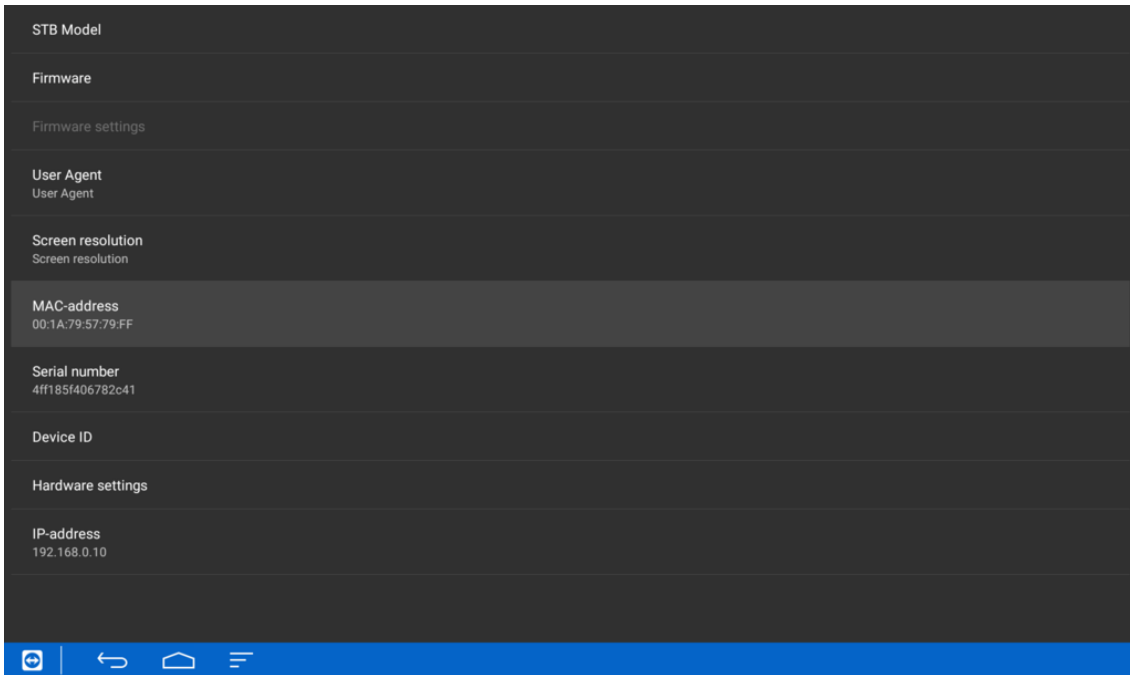 STB Model
Firmware
Firmware settings
User Agent
User Agent
Screen resolution
Screen resolution
MAC-address
00:1A:79:57:79:FF
Serial number
4ff185f406782c41
Device ID
Hardware settings
IP-address
192.168.0.10